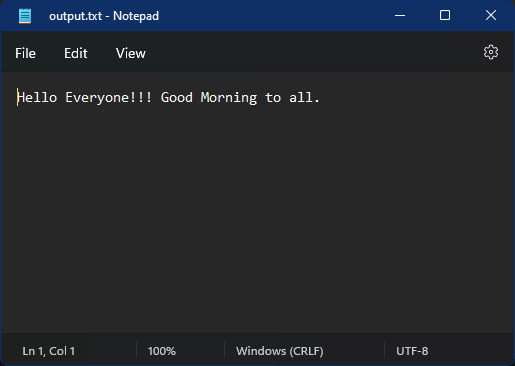 output.txt - Notepad
File Edit View
Hello Everyone!!! Good Morning to all.
Ln 1, Col 1 100% Windows (CRLF) UTF-8